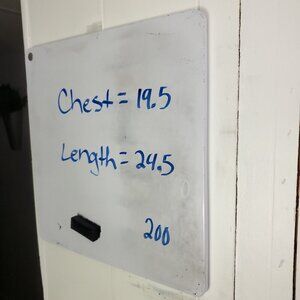 Chest = 19.5
Length = 24.5
200